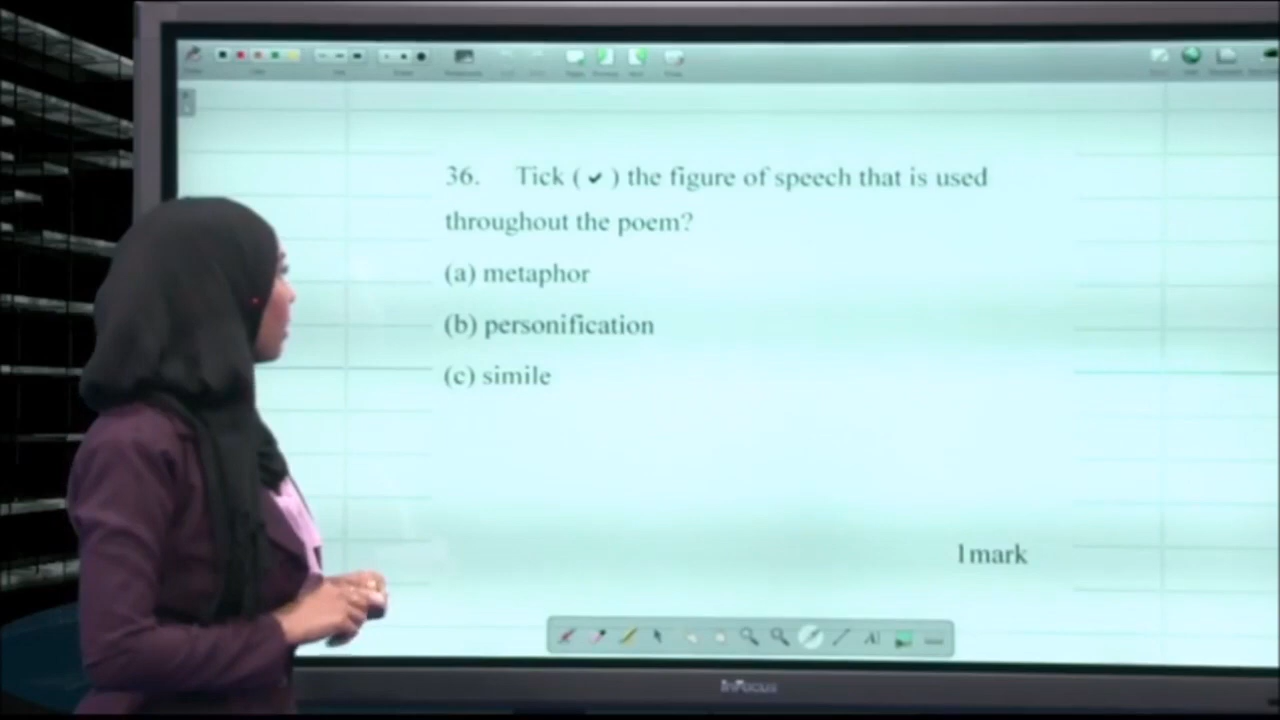 36. Tick ( ✔ ) the figure of speech that is used
throughout the poem?
(a) metaphor
(b) personification
(c) simile
1mark
A
InFocus